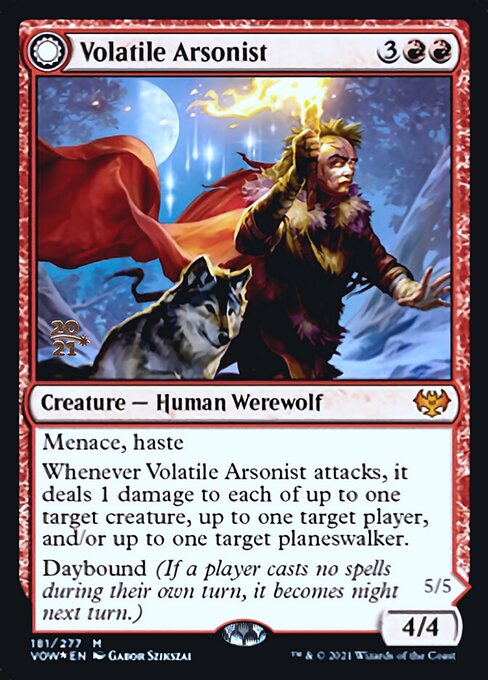 Volatile Arsonist 3
20
21
Creature — Human Werewolf
Menace, haste
Whenever Volatile Arsonist attacks, it
deals 1 damage to each of up to one
target creature, up to one target player,
and/or up to one target planeswalker.
Daybound (If a player casts no spells
during their own turn, it becomes night
next turn.)
5/5
4/4
181/277 M
VOW★EN Gabor Szikszai
™ & © 2021 Wizards of the Coast